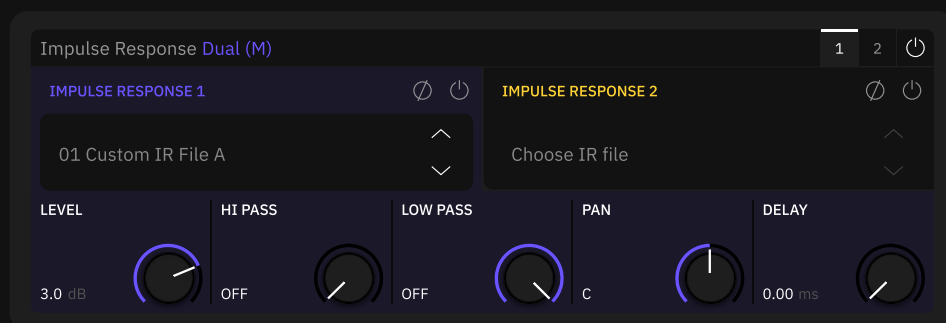 Impulse Response Dual (M)
1
2
IMPULSE RESPONSE 1
IMPULSE RESPONSE 2
01 Custom IR File A
Choose IR file
LEVEL
HI PASS
LOW PASS
PAN
DELAY
3.0 dB
OFF
OFF
C
0.00 ms